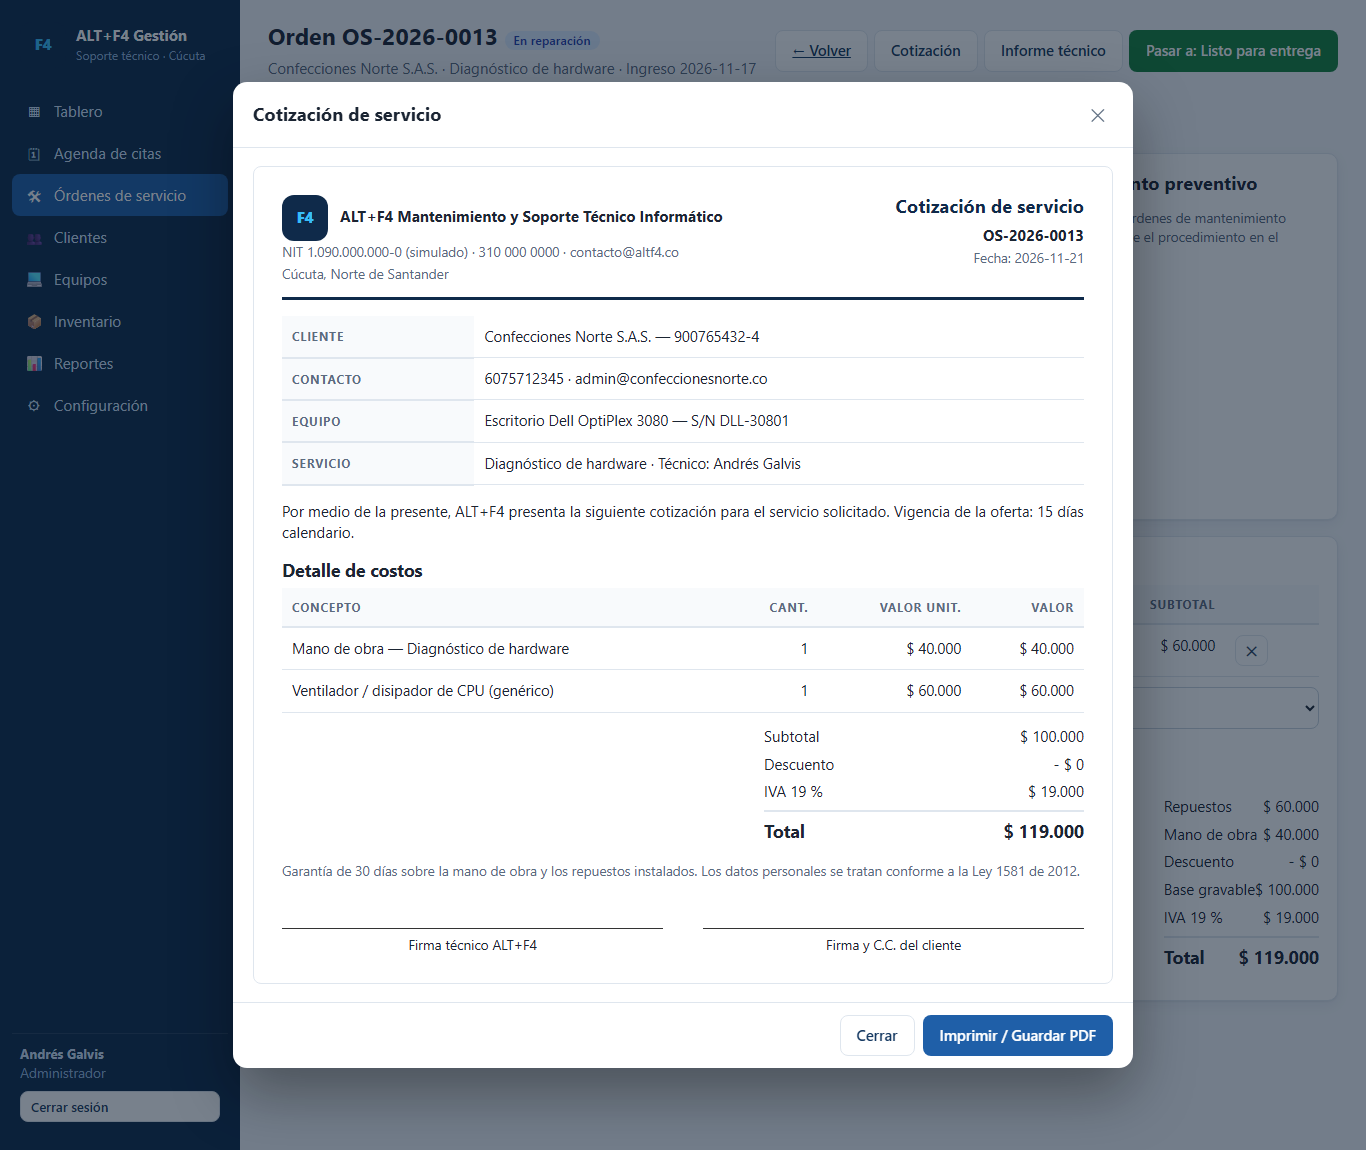 F4
ALT+F4 Gestión
Soporte técnico · Cúcuta
Tablero
Agenda de citas
Órdenes de servicio
Clientes
Equipos
Inventario
Reportes
Configuración
Andrés Galvis
Administrador
Cerrar sesión
Orden OS-2026-0013 En reparación
Confecciones Norte S.A.S. · Diagnóstico de hardware · Ingreso 2026-11-17
← Volver
Cotización
Informe técnico
Pasar a: Listo para entrega
Cotización de servicio
F4
ALT+F4 Mantenimiento y Soporte Técnico Informático
NIT 1.090.000.000-0 (simulado) · 310 000 0000 · contacto@altf4.co
Cúcuta, Norte de Santander
Cotización de servicio
OS-2026-0013
Fecha: 2026-11-21
CLIENTE Confecciones Norte S.A.S. — 900765432-4
CONTACTO 6075712345 · admin@confeccionesnorte.co
EQUIPO Escritorio Dell OptiPlex 3080 — S/N DLL-30801
SERVICIO Diagnóstico de hardware · Técnico: Andrés Galvis
Por medio de la presente, ALT+F4 presenta la siguiente cotización para el servicio solicitado. Vigencia de la oferta: 15 días
calendario.
Detalle de costos
CONCEPTO CANT. VALOR UNIT. VALOR
Mano de obra — Diagnóstico de hardware 1 $ 40.000 $ 40.000
Ventilador / disipador de CPU (genérico) 1 $ 60.000 $ 60.000
Subtotal $ 100.000
Descuento - $ 0
IVA 19 % $ 19.000
Total $ 119.000
Garantía de 30 días sobre la mano de obra y los repuestos instalados. Los datos personales se tratan conforme a la Ley 1581 de 2012.
Firma técnico ALT+F4
Firma y C.C. del cliente
Cerrar
Imprimir / Guardar PDF
nto preventivo
rdenes de mantenimiento
e el procedimiento en el
SUBTOTAL
$ 60.000
Repuestos $ 60.000
Mano de obra $ 40.000
Descuento - $ 0
Base gravable $ 100.000
IVA 19 % $ 19.000
Total $ 119.000